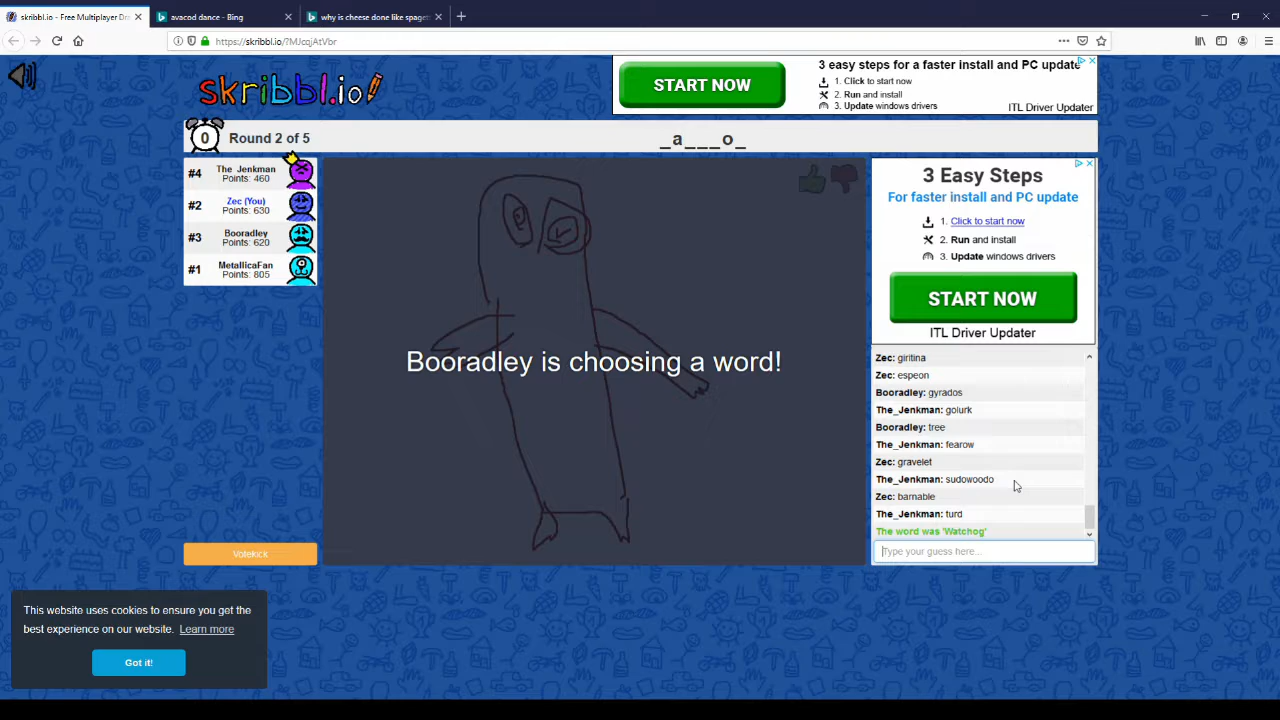 skribbl.io - Free Multiplayer Dr
avacod dance - Bing
why is cheese done like spaget
https://skribbl.io/?MJcqjAtVbr
skribbl.io
START NOW
3 easy steps for a faster install and PC update
1. Click to start now
2. Run and install
3. Update windows drivers
ITL Driver Updater
0
Round 2 of 5
_a___o_
#4
The_Jenkman
Points: 460
#2
Zec (You)
Points: 630
#3
Booradley
Points: 620
#1
MetallicaFan
Points: 805
Booradley is choosing a word!
3 Easy Steps
For faster install and PC update
1. Click to start now
2. Run and install
3. Update windows drivers
START NOW
ITL Driver Updater
Zec: giritina
Zec: espeon
Booradley: gyrados
The_Jenkman: golurk
Booradley: tree
The_Jenkman: fearow
Zec: gravelet
The_Jenkman: sudowoodo
Zec: barnable
The_Jenkman: turd
The word was 'Watchog'
Type your guess here...
Votekick
This website uses cookies to ensure you get the
best experience on our website. Learn more
Got it!